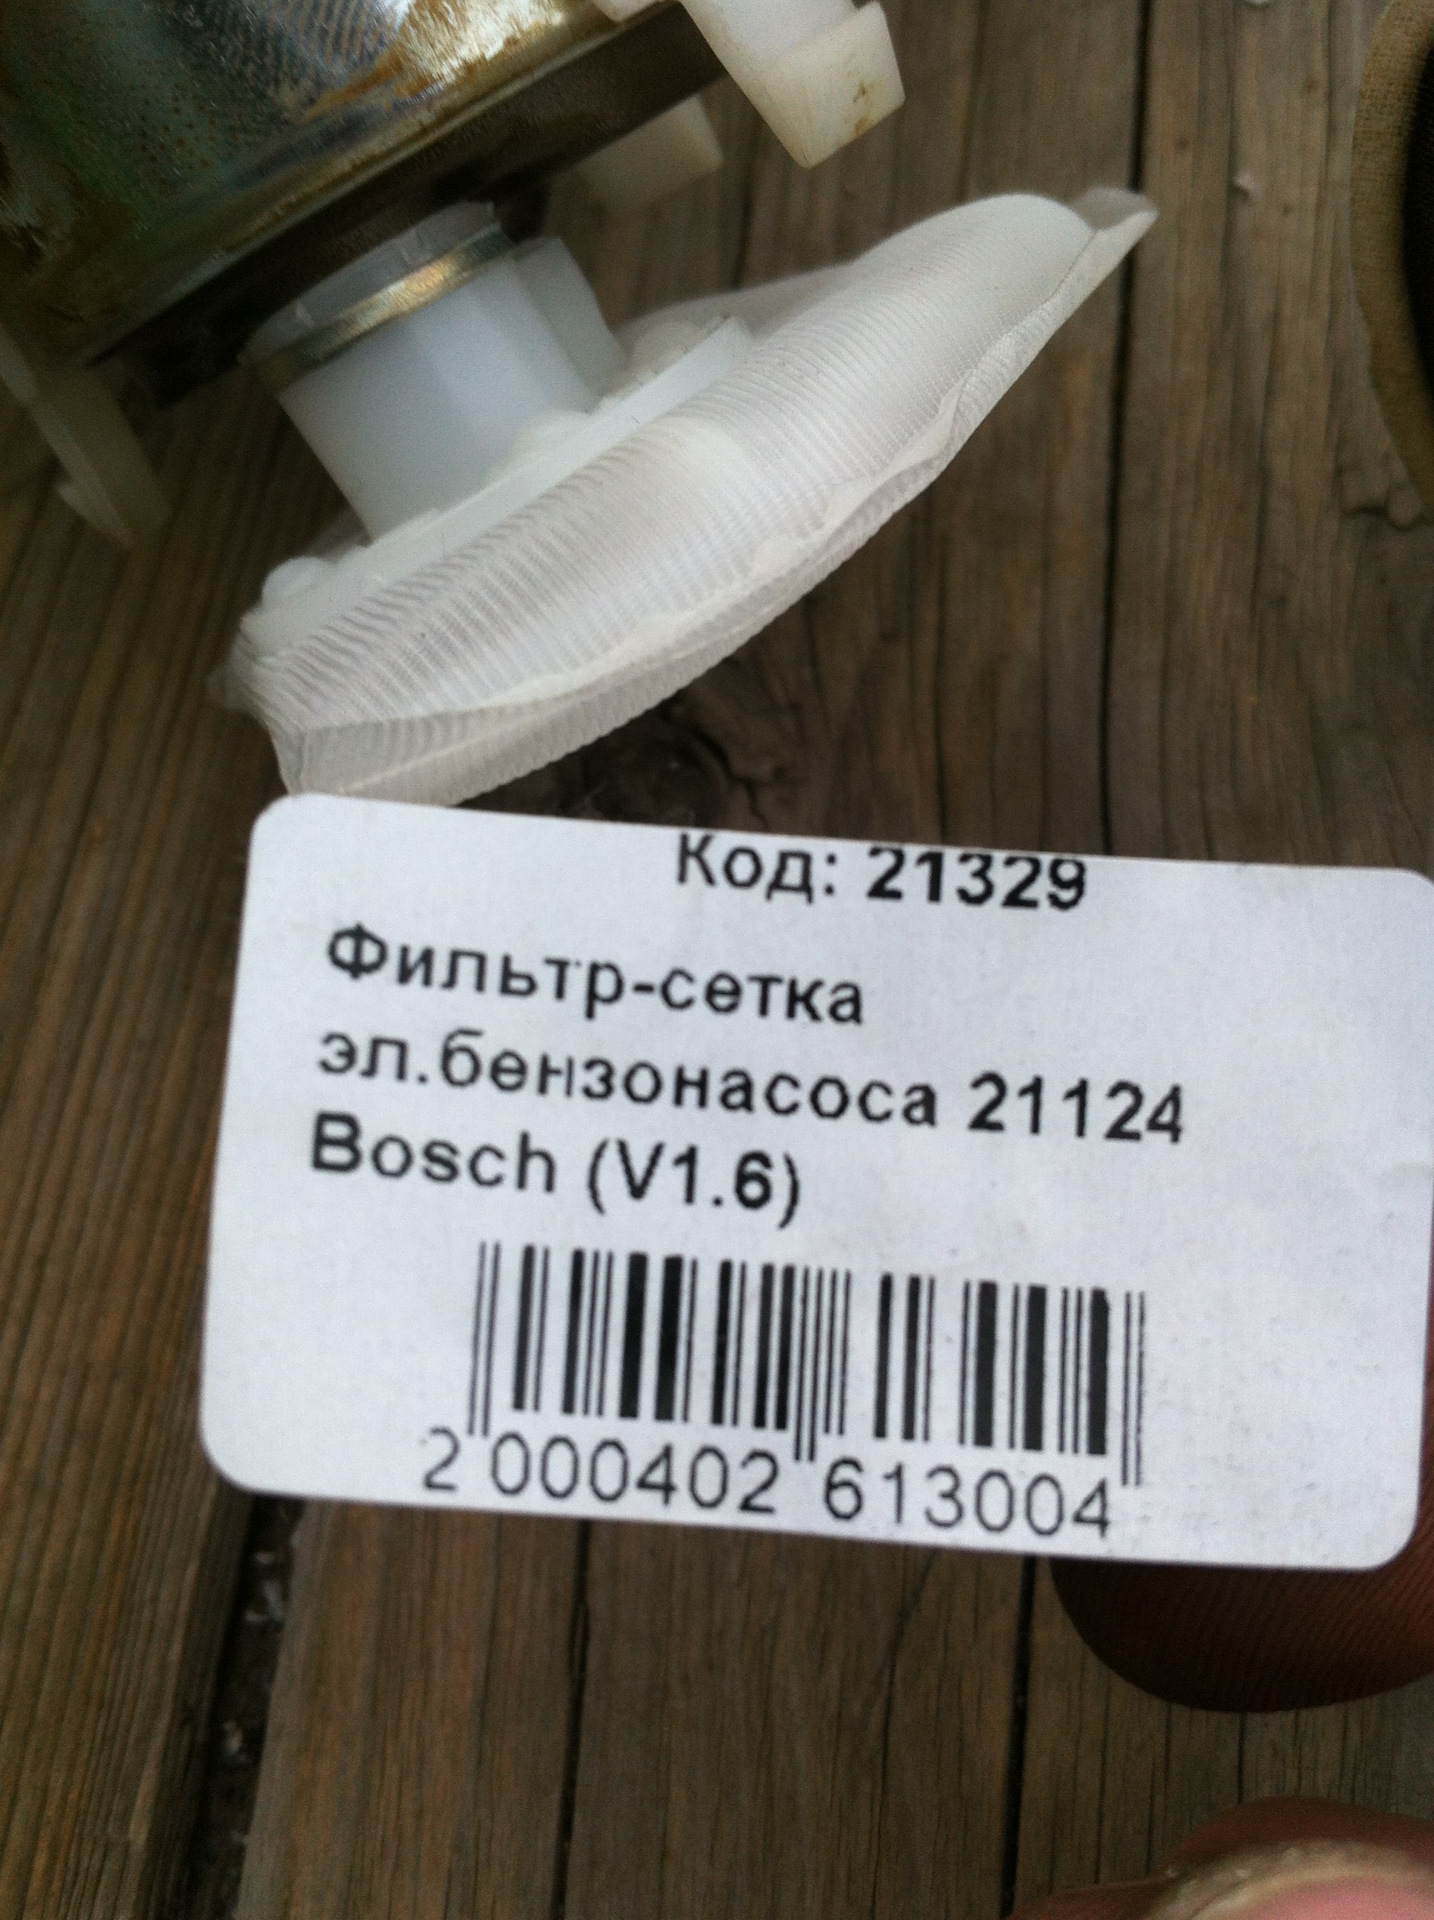 Код: 21329
Фильтр-сетка
эл.бензонасоса 21124
Bosch (V1.6)
2 000402 613004